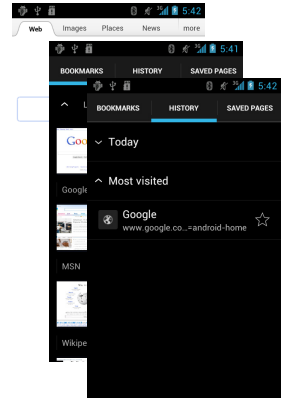 5:42
Web Images Places News more
5:41
BOOKMARKS HISTORY SAVED PAGES
Goo
Google
MSN
Wikipe
5:42
BOOKMARKS HISTORY SAVED PAGES
Today
Most visited
Google
www.google.co...=android-home